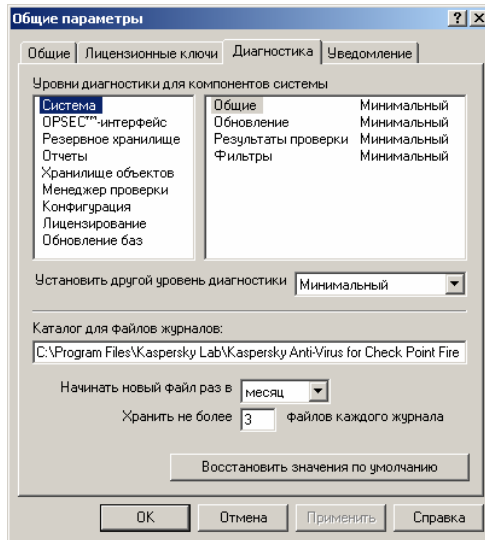 Общие параметры
Общие Лицензионные ключи Диагностика Уведомление
Уровни диагностики для компонентов системы
Система
OPSEC™-интерфейс
Резервное хранилище
Отчеты
Хранилище объектов
Менеджер проверки
Конфигурация
Лицензирование
Обновление баз
Общие Минимальный
Обновление Минимальный
Результаты проверки Минимальный
Фильтры Минимальный
Установить другой уровень диагностики Минимальный
Каталог для файлов журналов:
C:\Program Files\Kaspersky Lab\Kaspersky Anti-Virus for Check Point Fire
Начинать новый файл раз в месяц
Хранить не более 3 файлов каждого журнала
Восстановить значения по умолчанию
OK Отмена Применить Справка